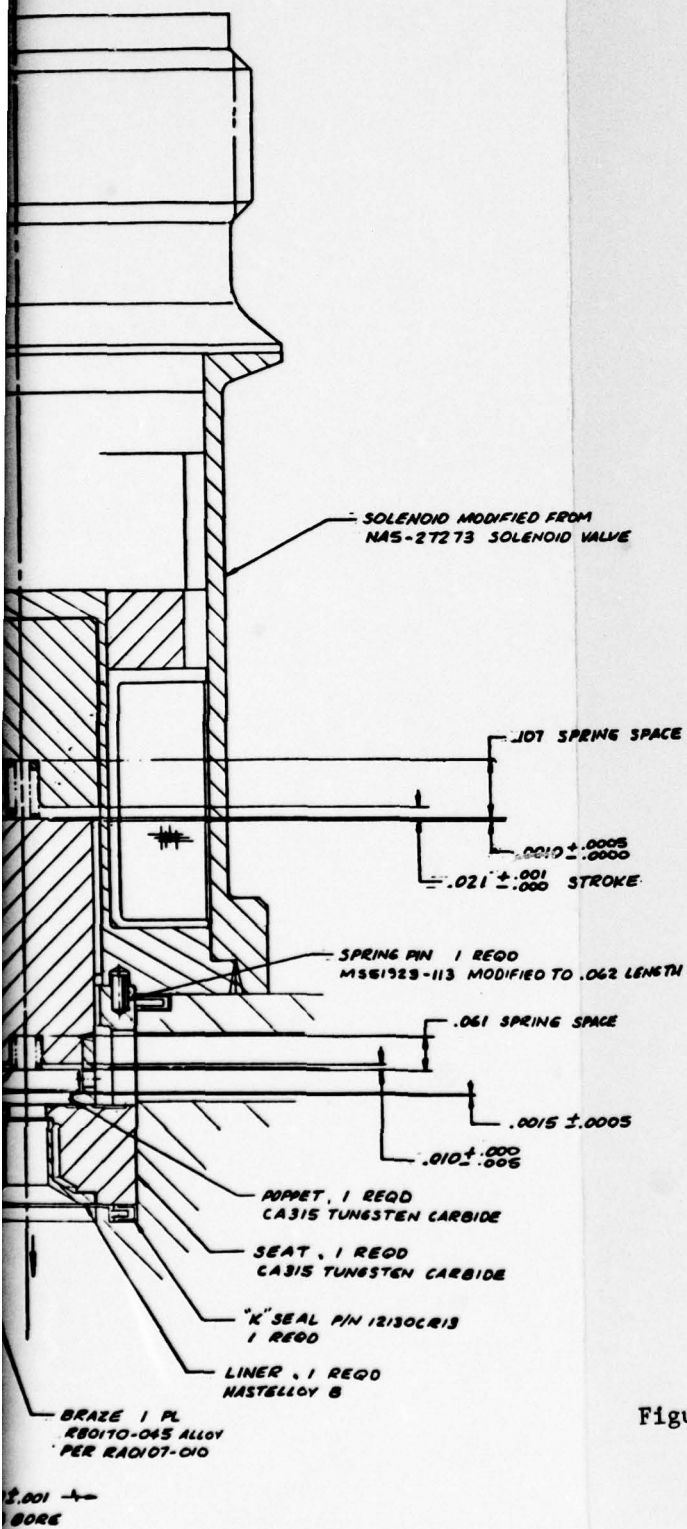 SOLENOID MODIFIED FROM
NAS-27273 SOLENOID VALVE
.107 SPRING SPACE
.0010 +.0005 -.0000
.021 +.001 -.000 STROKE
SPRING PIN 1 REQD
MS51923-113 MODIFIED TO .062 LENGTH
.061 SPRING SPACE
.0015 ±.0005
.010 +.000 -.005
POPPET, 1 REQD
CA315 TUNGSTEN CARBIDE
SEAT, 1 REQD
CA315 TUNGSTEN CARBIDE
"K" SEAL P/N 12130CR13
1 REQD
LINER, 1 REQD
HASTELLOY B
BRAZE 1 PL
RB0170-045 ALLOY
PER RA0107-010
±.001
BORE
Figu